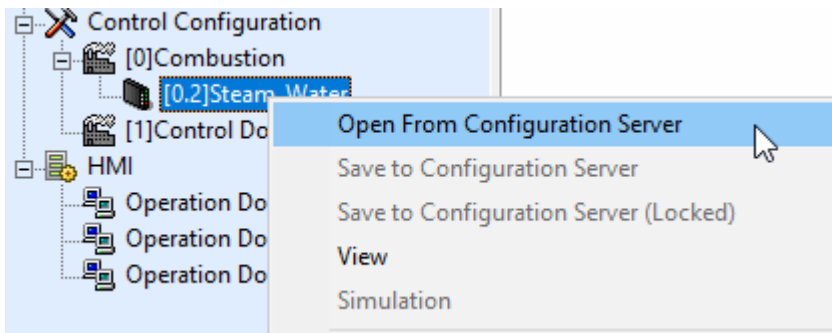 Control Configuration
[0]Combustion
[0.2]Steam_Water
[1]Control Do
HMI
Operation Do
Operation Do
Operation Do
Open From Configuration Server
Save to Configuration Server
Save to Configuration Server (Locked)
View
Simulation